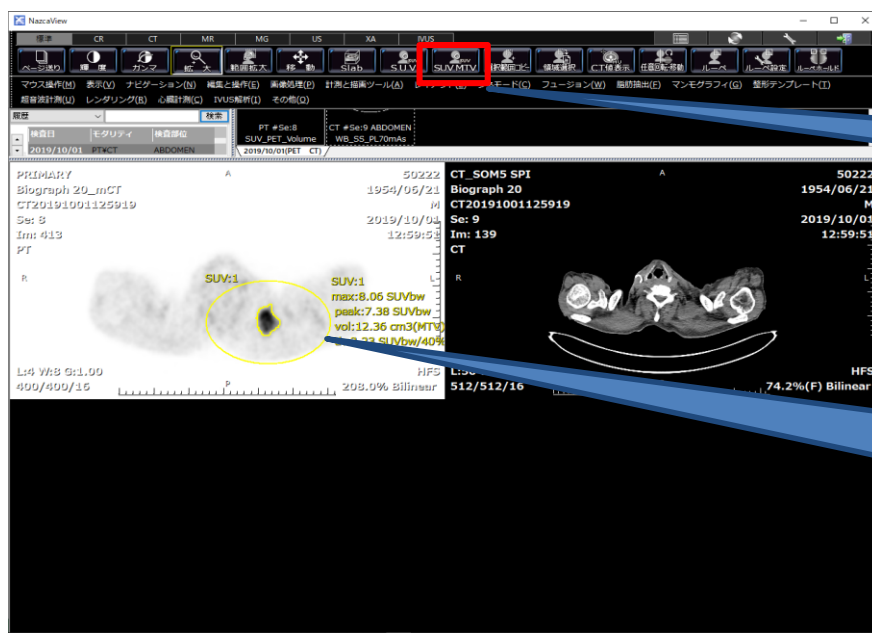 NazcaView
標準 CR CT MR MG US XA IVUS
ページ送り 輝 度 ガンマ 拡 大 範囲拡大 移 動 Slab S.U.V SUV.MTV 領域選択 CT値表示 任意回転移動 ルーペ ルーペ設定 ルーペホールド
マウス操作(M) 表示(V) ナビゲーション(N) 編集と操作(E) 画像処理(P) 計測と描画ツール(A) モード(C) フュージョン(W) 脂肪抽出(F) マンモグラフィ(G) 整形テンプレート(T)
超音波計測(U) レンダリング(B) 心臓計測(C) IVUS解析(I) その他(O)
履歴 検索
検査日 モダリティ 検査部位
2019/10/01 PT¥CT ABDOMEN
PT #Se:8
SUV_PET_Volume
CT #Se:9 ABDOMEN
WB_SS_PL70mAs
2019/10/01(PET CT)
PRIMARY A 50222
Biograph 20_mCT 1954/06/21
CT20191001125919 M
Se: 8 2019/10/01
Im: 413 12:59:51
PT
R L
SUV:1
SUV:1
max:8.06 SUVbw
peak:7.38 SUVbw
vol:12.36 cm3(MTV)
SUVbw/40%
L:4 W:8 G:1.00 HFS
400/400/16 P 208.0% Bilinear
CT_SOM5 SPI A 50222
Biograph 20 1954/06/21
CT20191001125919 M
Se: 9 2019/10/01
Im: 139 12:59:51
CT
R L
HFS
512/512/16 74.2%(F) Bilinear